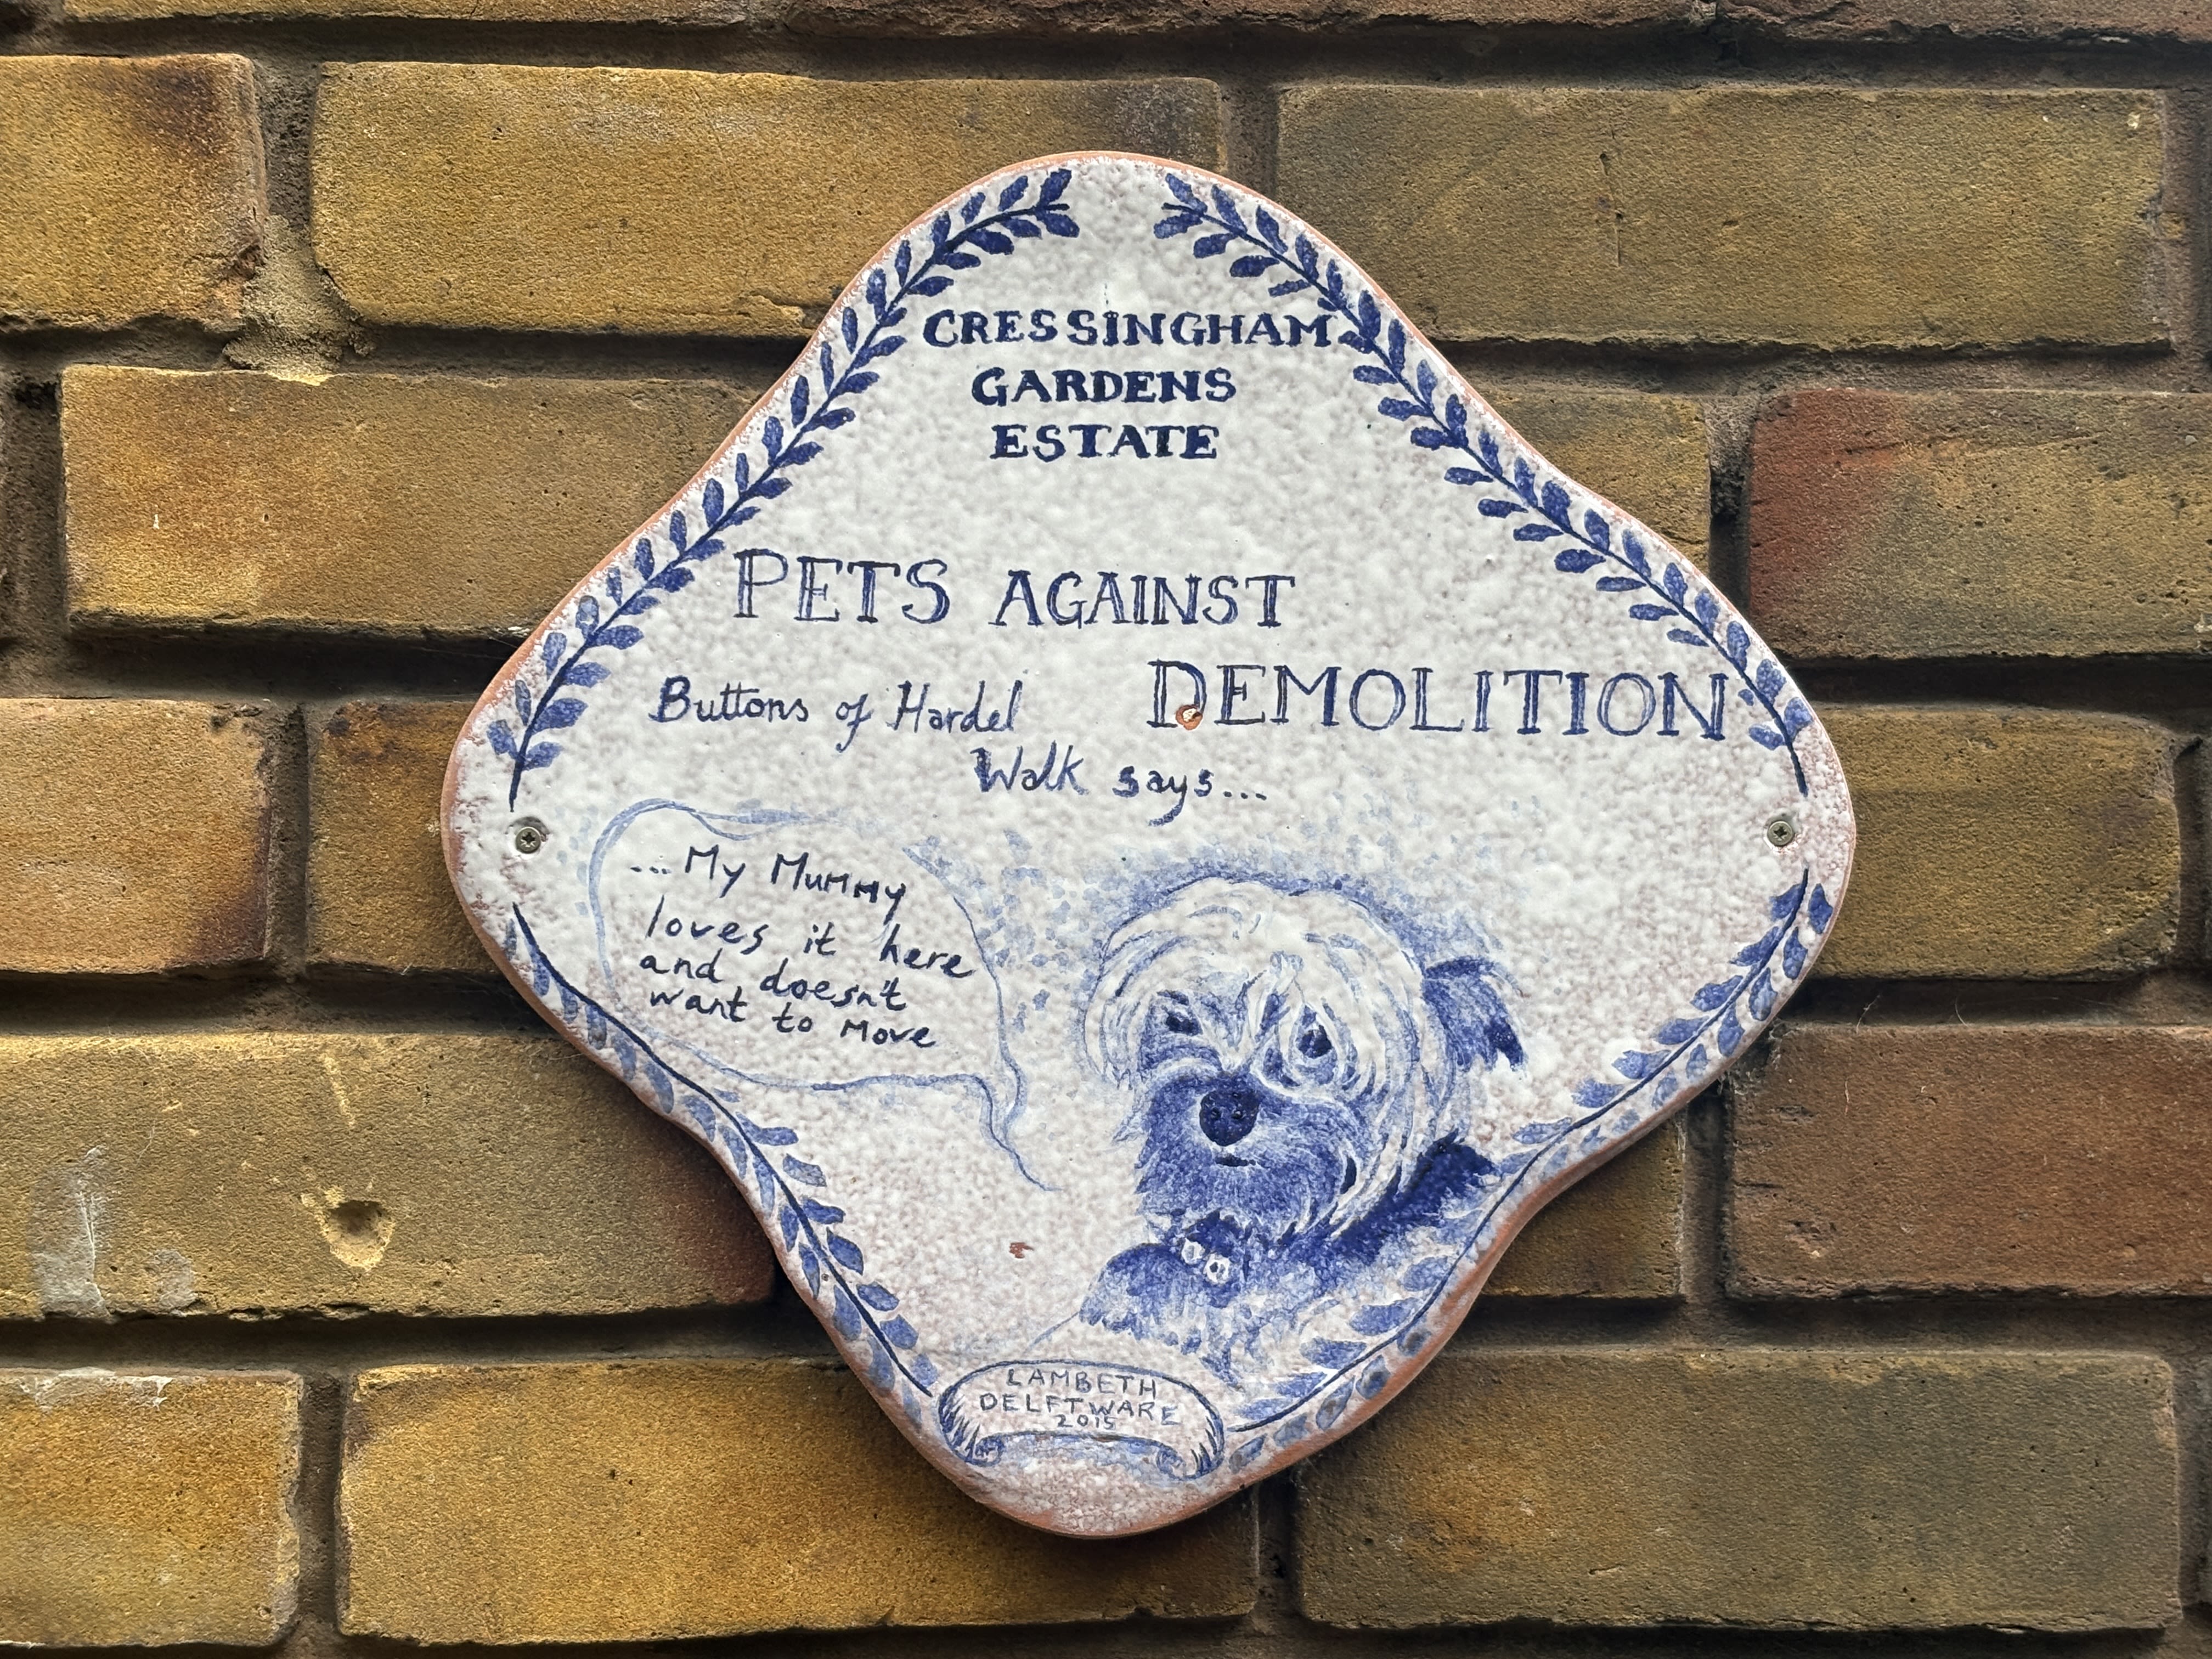 CRESSINGHAM
GARDENS
ESTATE
PETS AGAINST
DEMOLITION
Buttons of Hardel
Walk says...
...My Mummy
loves it here
and doesn't
want to move
LAMBETH
DELFTWARE
2015